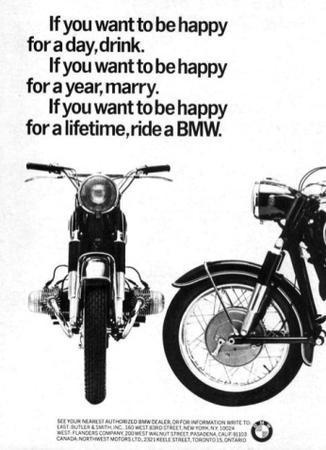 If you want to be happy
for a day, drink.
If you want to be happy
for a year, marry.
If you want to be happy
for a lifetime, ride a BMW.
SEE YOUR NEAREST AUTHORIZED BMW DEALER, OR FOR INFORMATION WRITE TO:
EAST: BUTLER & SMITH, INC. 160 WEST 83RD STREET, NEW YORK, N.Y. 10024
WEST: FLANDERS COMPANY, 200 WEST WALNUT STREET, PASADENA, CALIF. 91103
CANADA: NORTHWEST MOTORS LTD., 2321 KEELE STREET, TORONTO 15, ONTARIO